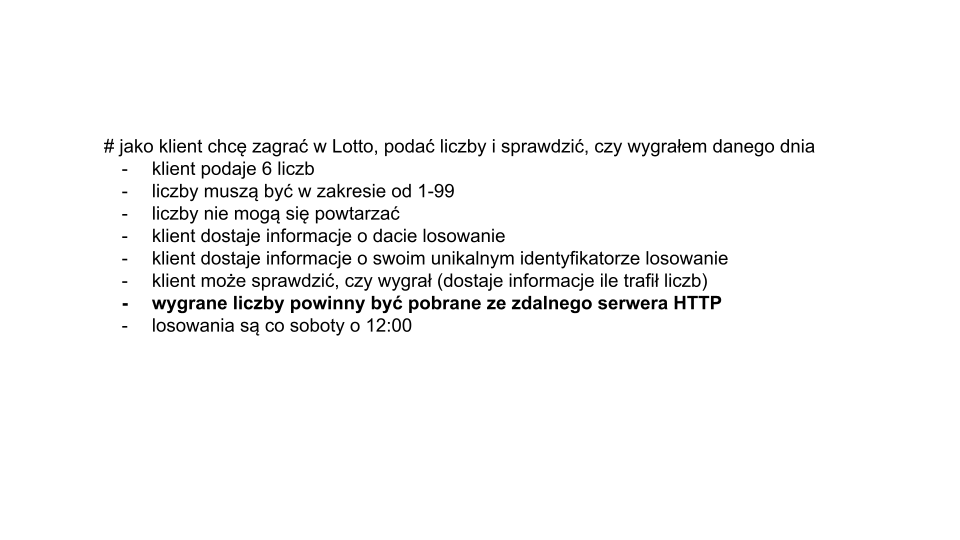 # jako klient chcę zagrać w Lotto, podać liczby i sprawdzić, czy wygrałem danego dnia
- klient podaje 6 liczb
- liczby muszą być w zakresie od 1-99
- liczby nie mogą się powtarzać
- klient dostaje informacje o dacie losowanie
- klient dostaje informacje o swoim unikalnym identyfikatorze losowanie
- klient może sprawdzić, czy wygrał (dostaje informacje ile trafił liczb)
- wygrane liczby powinny być pobrane ze zdalnego serwera HTTP
- losowania są co soboty o 12:00